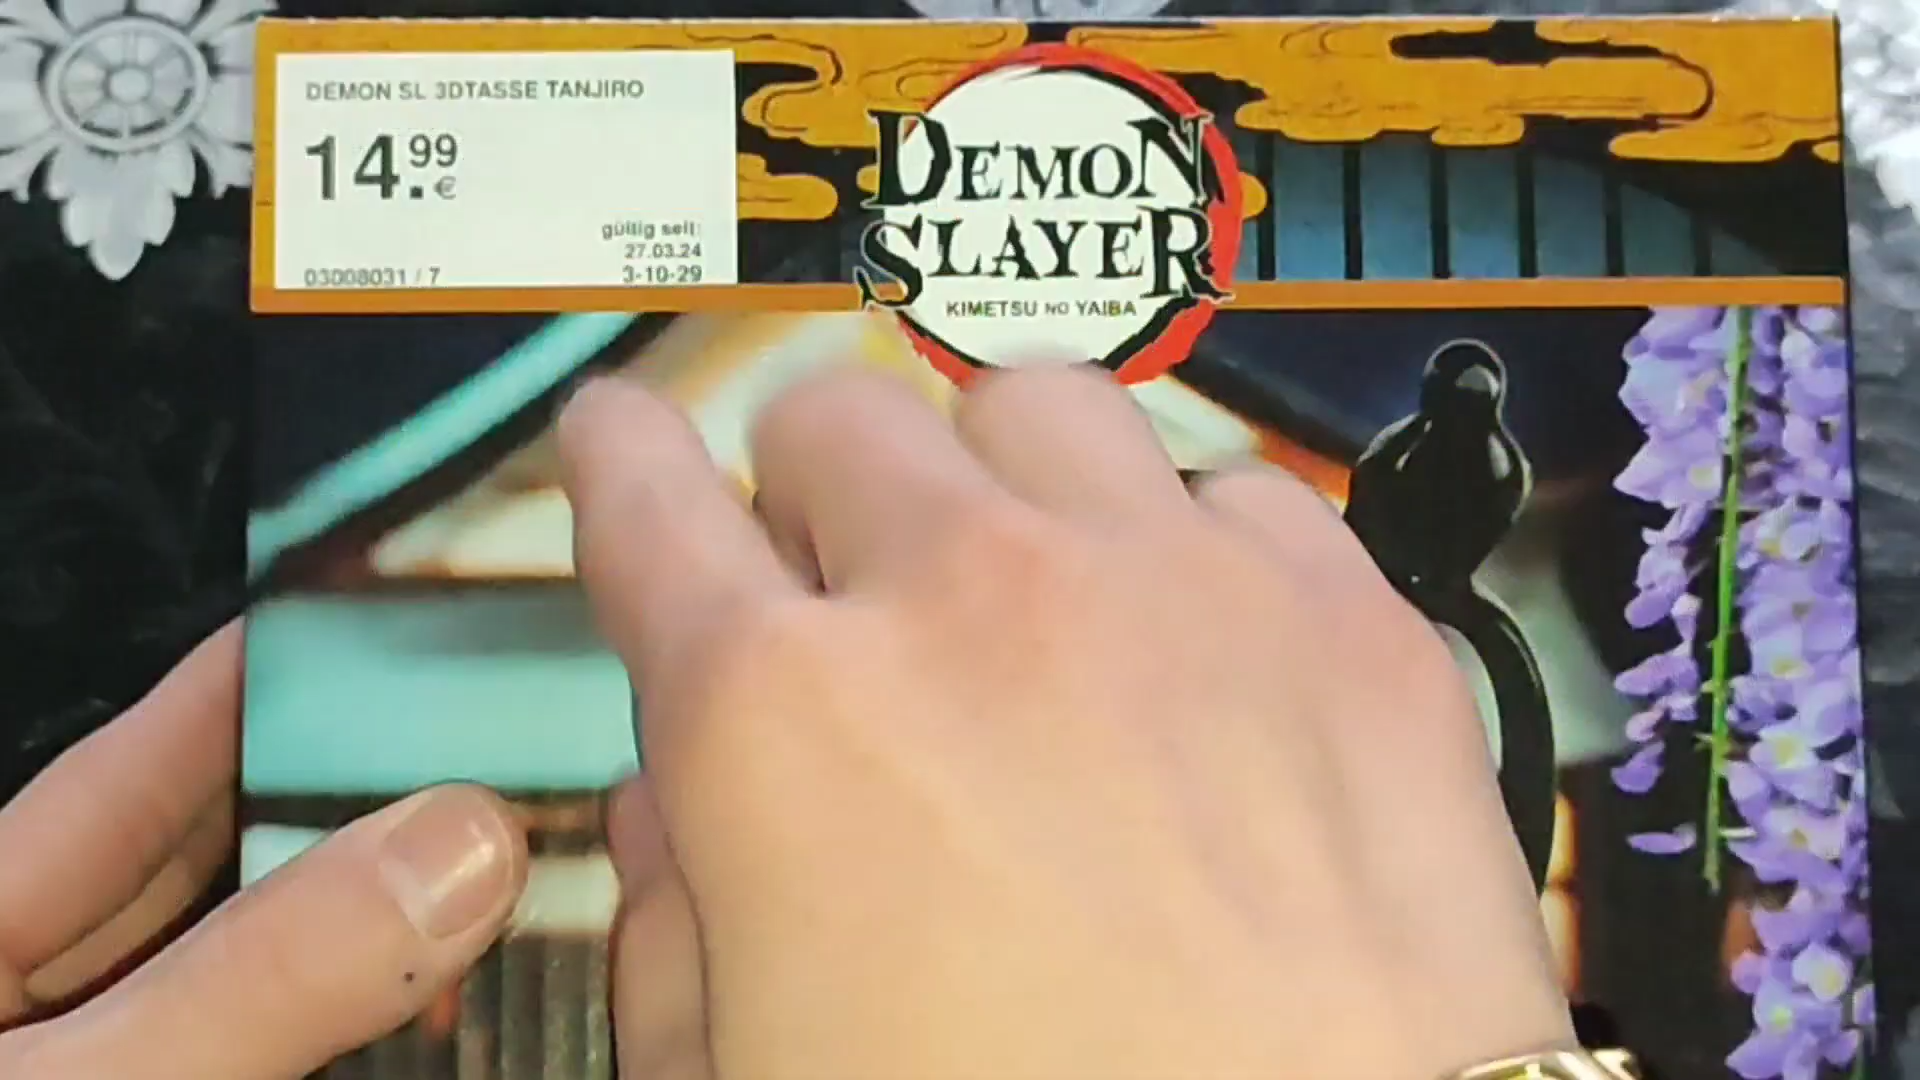 DEMON SL 3DTASSE TANJIRO
14.99 €
gültig seit:
27.03.24
03008031 / 7 3-10-29
DEMON
SLAYER
KIMETSU NO YAIBA